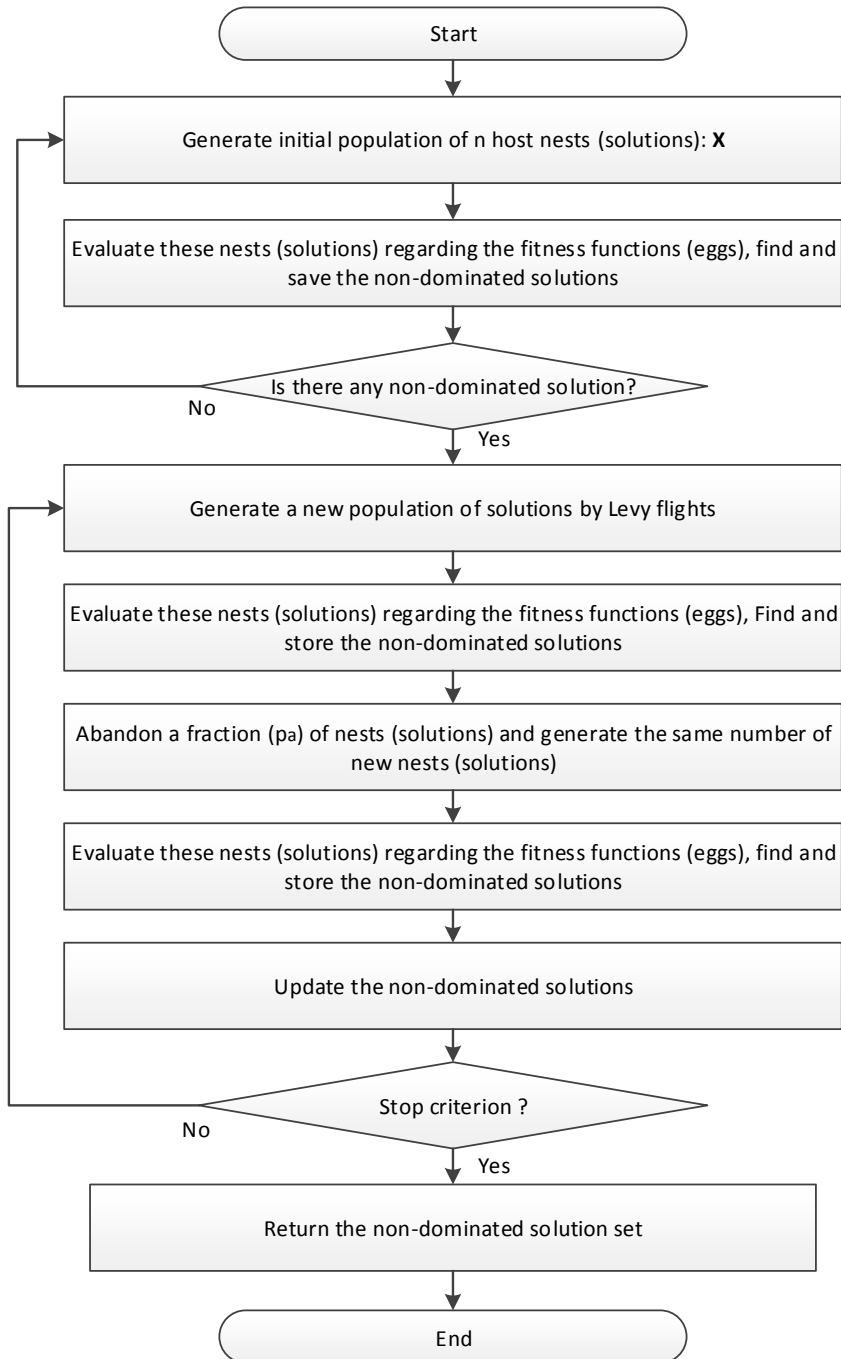 Start
Generate initial population of n host nests (solutions): X
Evaluate these nests (solutions) regarding the fitness functions (eggs), find and
save the non-dominated solutions
Is there any non-dominated solution?
No
Yes
Generate a new population of solutions by Levy flights
Evaluate these nests (solutions) regarding the fitness functions (eggs), Find and
store the non-dominated solutions
Abandon a fraction (pa) of nests (solutions) and generate the same number of
new nests (solutions)
Evaluate these nests (solutions) regarding the fitness functions (eggs), find and
store the non-dominated solutions
Update the non-dominated solutions
Stop criterion ?
No
Yes
Return the non-dominated solution set
End